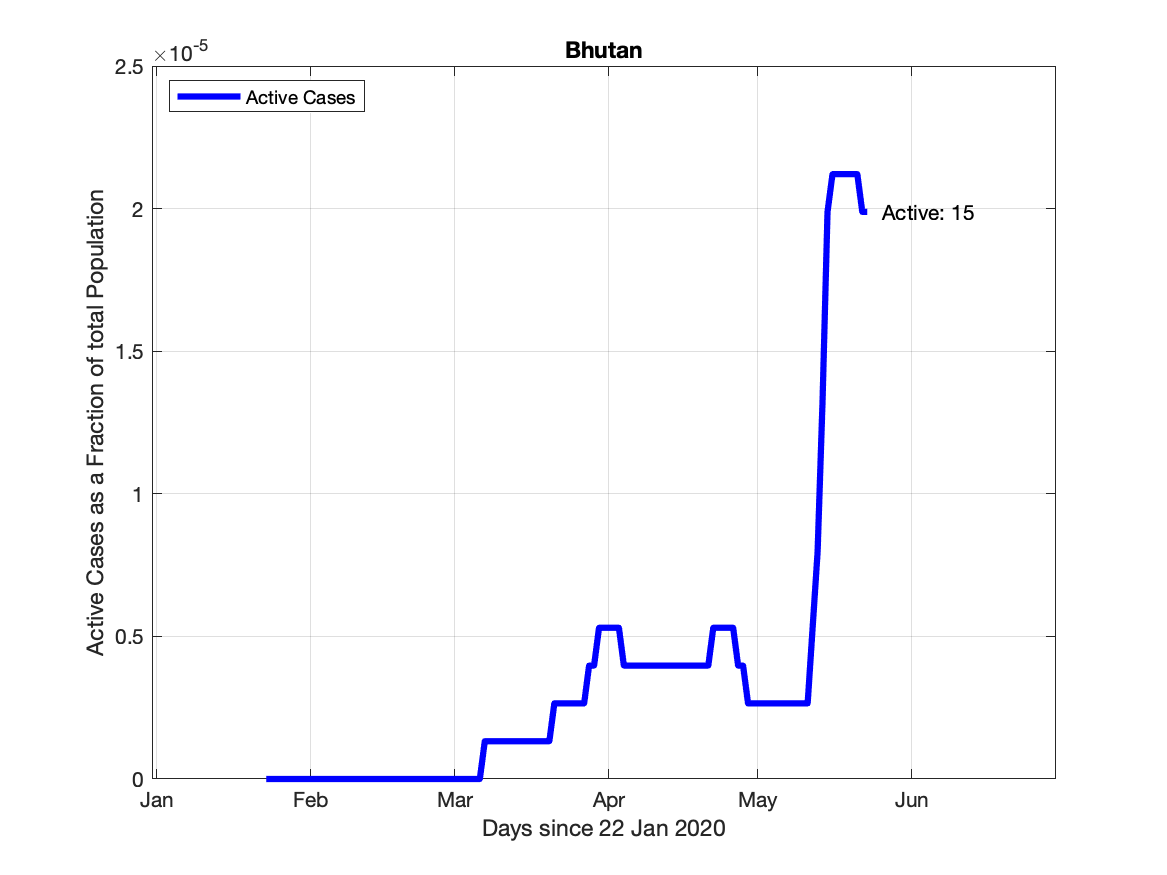 Bhutan
×10-5
2.5
2
1.5
1
0.5
0
Active Cases
Active: 15
Active Cases as a Fraction of total Population
Jan Feb Mar Apr May Jun
Days since 22 Jan 2020